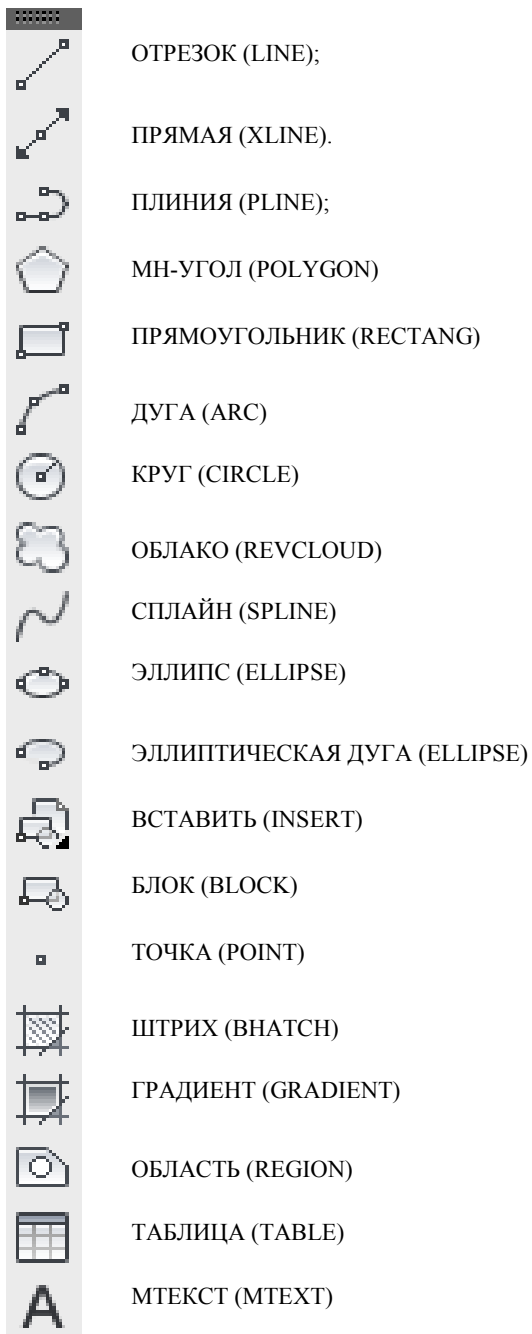 ОТРЕЗОК (LINE);
ПРЯМАЯ (XLINE).
ПЛИНИЯ (PLINE);
МН-УГОЛ (POLYGON)
ПРЯМОУГОЛЬНИК (RECTANG)
ДУГА (ARC)
КРУГ (CIRCLE)
ОБЛАКО (REVCLOUD)
СПЛАЙН (SPLINE)
ЭЛЛИПС (ELLIPSE)
ЭЛЛИПТИЧЕСКАЯ ДУГА (ELLIPSE)
ВСТАВИТЬ (INSERT)
БЛОК (BLOCK)
ТОЧКА (POINT)
ШТРИХ (BHATCH)
ГРАДИЕНТ (GRADIENT)
ОБЛАСТЬ (REGION)
ТАБЛИЦА (TABLE)
A МТЕКСТ (MTEXT)